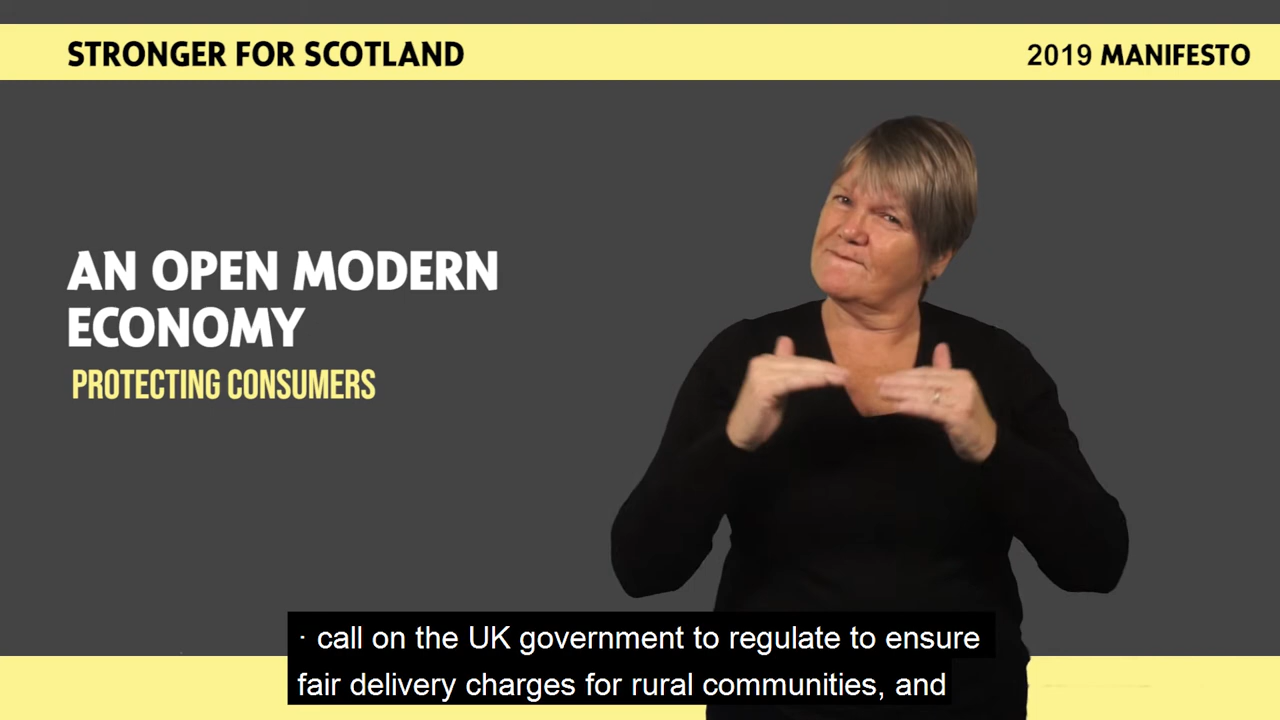 STRONGER FOR SCOTLAND
2019 MANIFESTO
AN OPEN MODERN
ECONOMY
PROTECTING CONSUMERS
· call on the UK government to regulate to ensure
fair delivery charges for rural communities, and